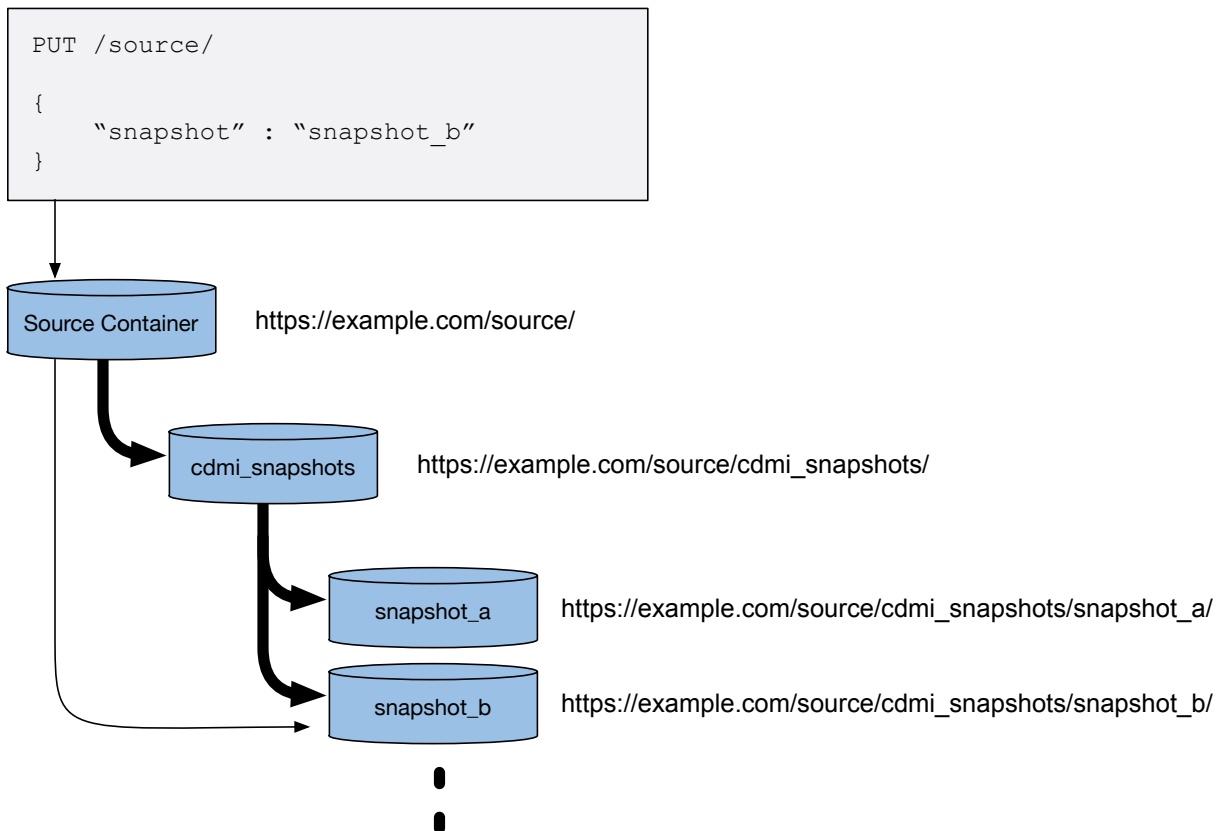 PUT /source/
{
“snapshot” : “snapshot_b”
}
Source Container
https://example.com/source/
cdmi_snapshots
https://example.com/source/cdmi_snapshots/
snapshot_a
https://example.com/source/cdmi_snapshots/snapshot_a/
snapshot_b
https://example.com/source/cdmi_snapshots/snapshot_b/